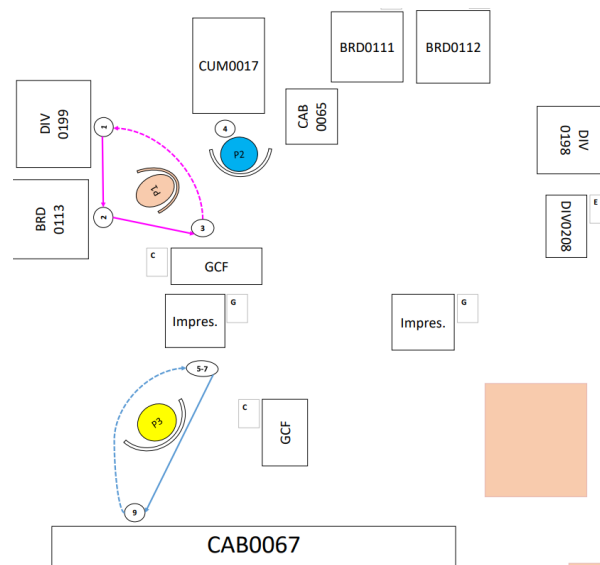 BRD0111
BRD0112
CUM0017
CAB
0065
DIV
0199
1
4
P2
DIV
0198
P1
BRD
0113
2
3
DIV0208
E
C
GCF
Impres.
G
Impres.
G
5-7
P3
C
GCF
9
CAB0067